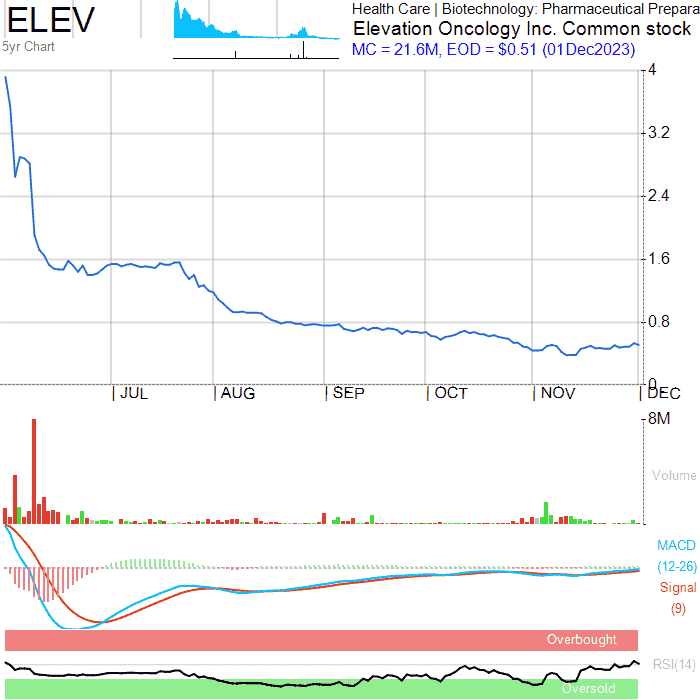 ELEV
5yr Chart
Health Care | Biotechnology: Pharmaceutical Prepara
Elevation Oncology Inc. Common stock
MC = 21.6M, EOD = $0.51 (01Dec2023)
4
3.2
2.4
1.6
0.8
0
| JUL | AUG | SEP | OCT | NOV | DEC
8M
Volume
MACD
(12-26)
Signal
(9)
Overbought
RSI(14)
Oversold